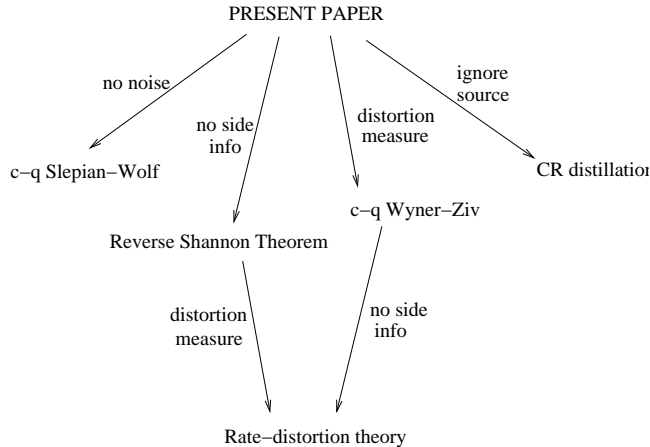 PRESENT PAPER
no noise
no side
info
distortion
measure
ignore
source
c−q Slepian−Wolf
CR distillation
c−q Wyner−Ziv
Reverse Shannon Theorem
distortion
measure
no side
info
Rate−distortion theory